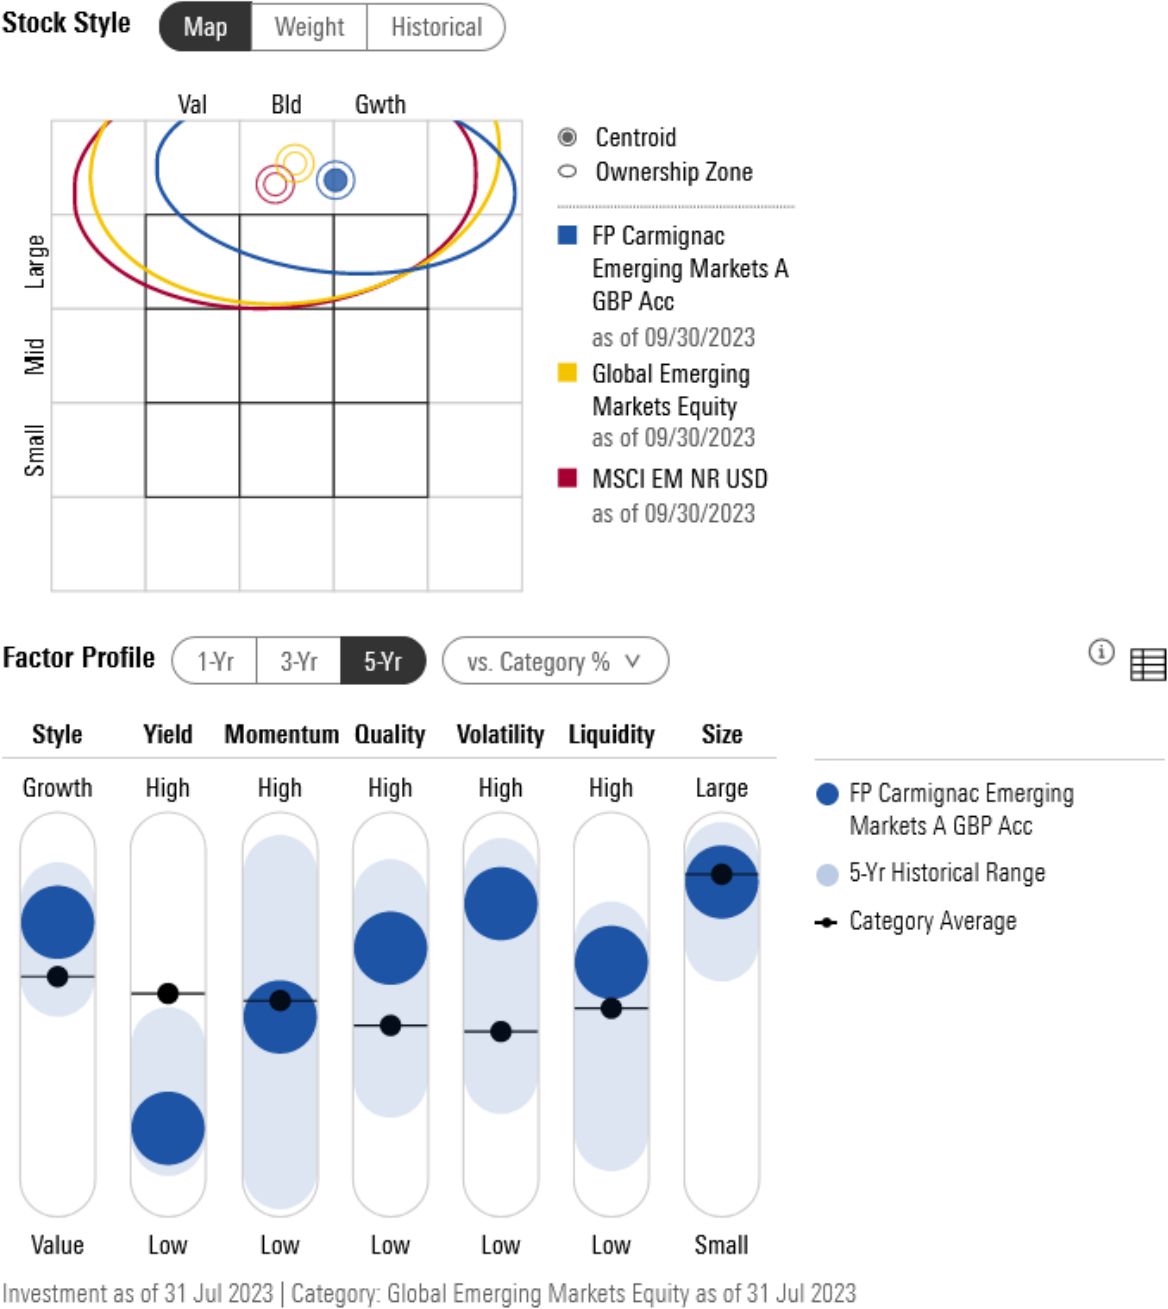 Stock Style
Map Weight Historical
Val Bld Gwth
Large
Mid
Small
Centroid
Ownership Zone
FP Carmignac
Emerging Markets A
GBP Acc
as of 09/30/2023
Global Emerging
Markets Equity
as of 09/30/2023
MSCI EM NR USD
as of 09/30/2023
Factor Profile 1-Yr 3-Yr 5-Yr vs. Category %
Style Yield Momentum Quality Volatility Liquidity Size
Growth High High High High High Large
Value Low Low Low Low Low Small
FP Carmignac Emerging
Markets A GBP Acc
5-Yr Historical Range
Category Average
Investment as of 31 Jul 2023 | Category: Global Emerging Markets Equity as of 31 Jul 2023